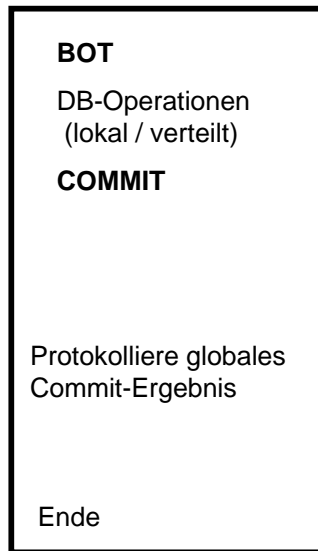 BOT
DB-Operationen
(lokal / verteilt)
COMMIT
Protokolliere globales
Commit-Ergebnis
Ende